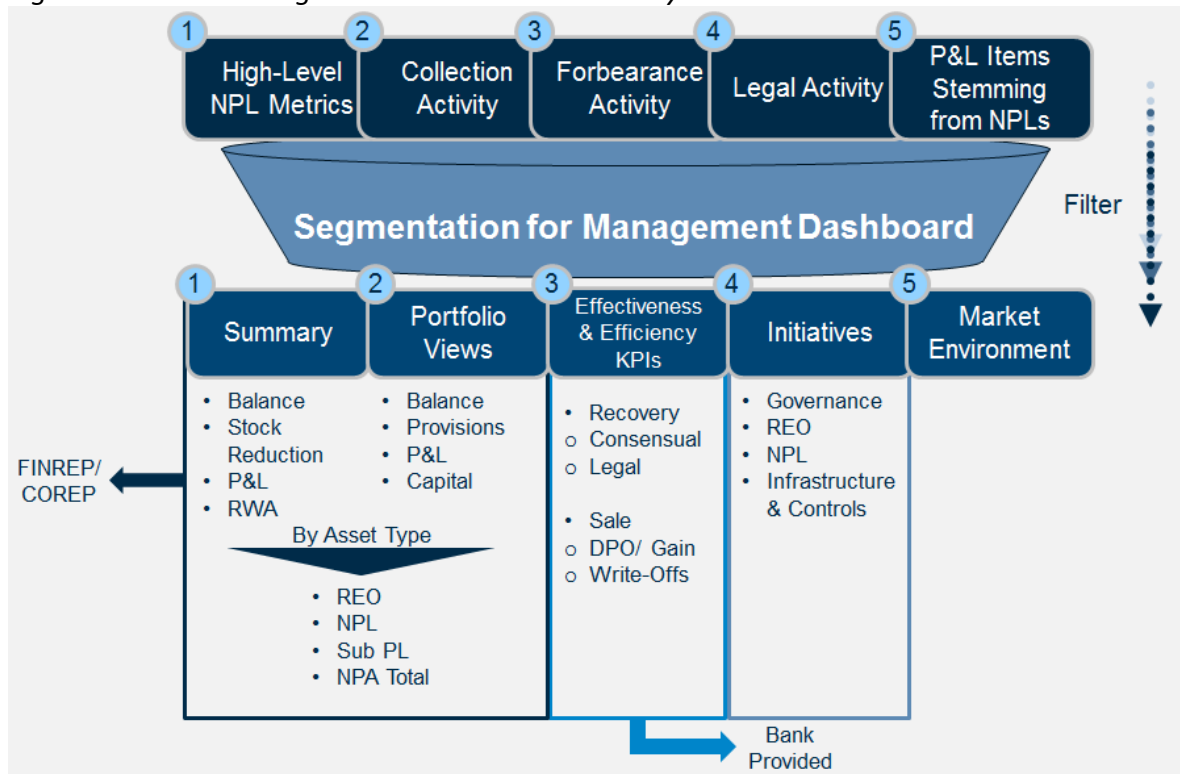 1
2
3
4
5
High-Level
NPL Metrics
Collection
Activity
Forbearance
Activity
Legal Activity
P&L Items
Stemming
from NPLs
Segmentation for Management Dashboard
Filter
1
2
3
4
5
Summary
Portfolio
Views
Effectiveness
& Efficiency
KPIs
Initiatives
Market
Environment
• Balance
• Stock
Reduction
• P&L
• RWA
• Balance
• Provisions
• P&L
• Capital
By Asset Type
• REO
• NPL
• Sub PL
• NPA Total
• Recovery
o Consensual
o Legal
• Sale
o DPO/ Gain
o Write-Offs
• Governance
• REO
• NPL
• Infrastructure
& Controls
FINREP/
COREP
Bank
Provided